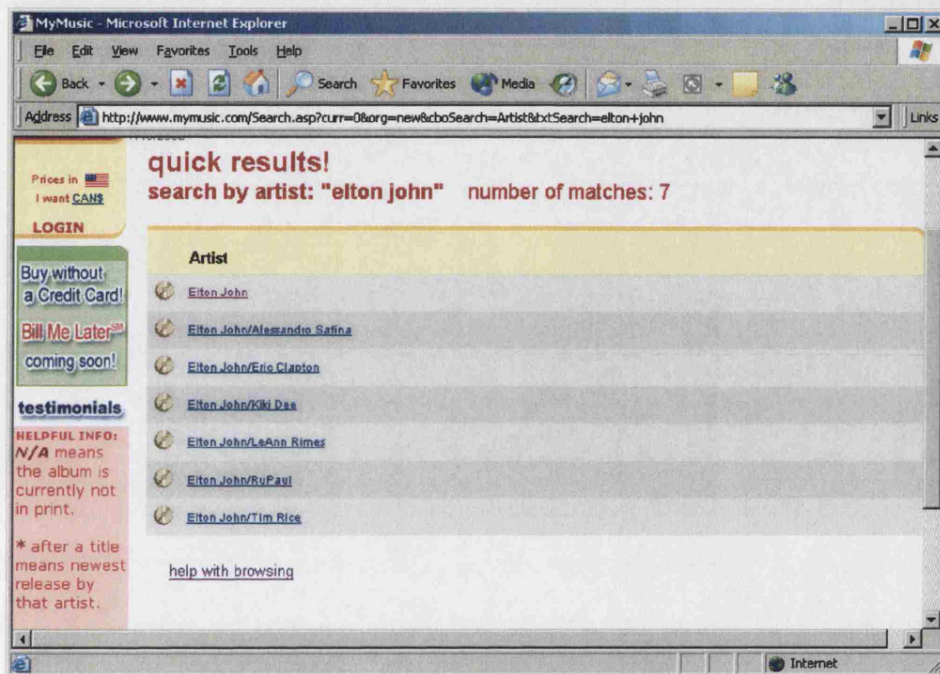 MyMusic - Microsoft Internet Explorer
File Edit View Favorites Tools Help
Back Search Favorites Media
Address http://www.mymusic.com/Search.asp?curr=0&org=new&cboSearch=Artist&txtSearch=elton+john Links
Prices in
I want CAN$
LOGIN
Buy without
a Credit Card!
Bill Me Later SM
coming soon!
testimonials
HELPFUL INFO:
N/A means
the album is
currently not
in print.
* after a title
means newest
release by
that artist.
quick results!
search by artist: "elton john" number of matches: 7
Artist
Elton John
Elton John/Alessandro Safina
Elton John/Eric Clapton
Elton John/Kiki Dee
Elton John/LeAnn Rimes
Elton John/RuPaul
Elton John/Tim Rice
help with browsing
Internet